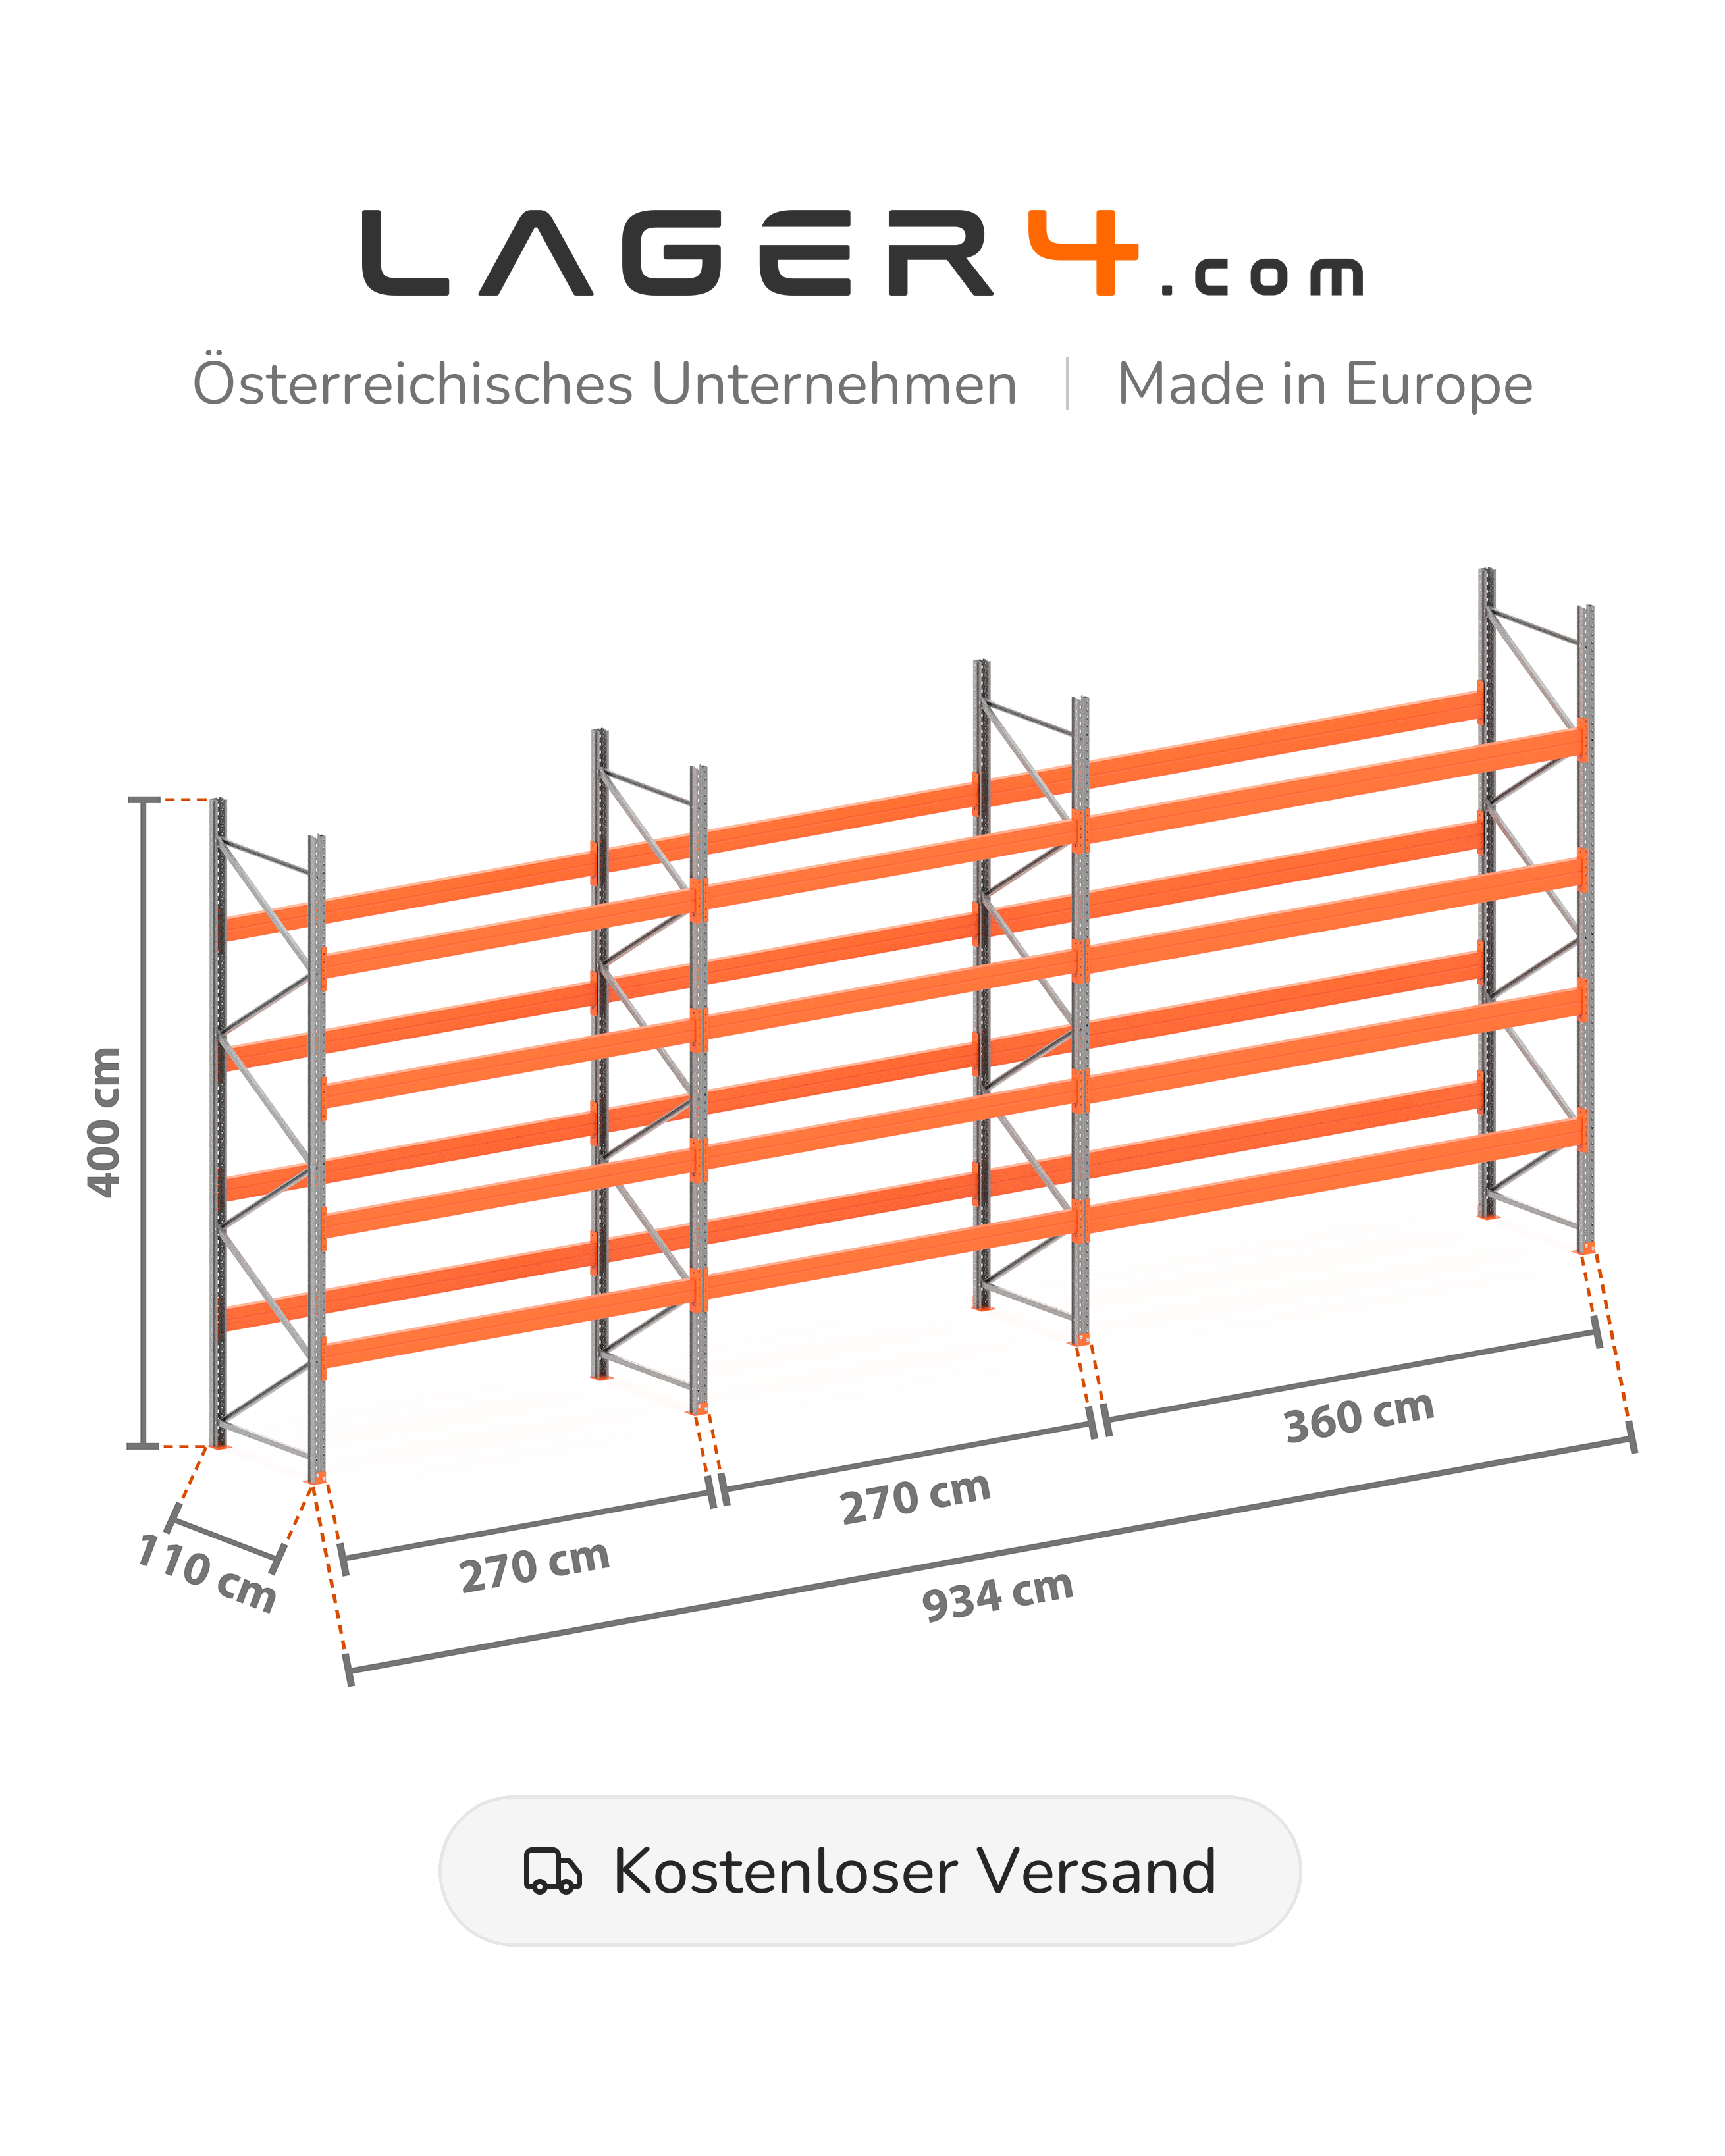 LAGER4.com
Österreichisches Unternehmen | Made in Europe
400 cm
110 cm
270 cm
270 cm
360 cm
934 cm
Kostenloser Versand